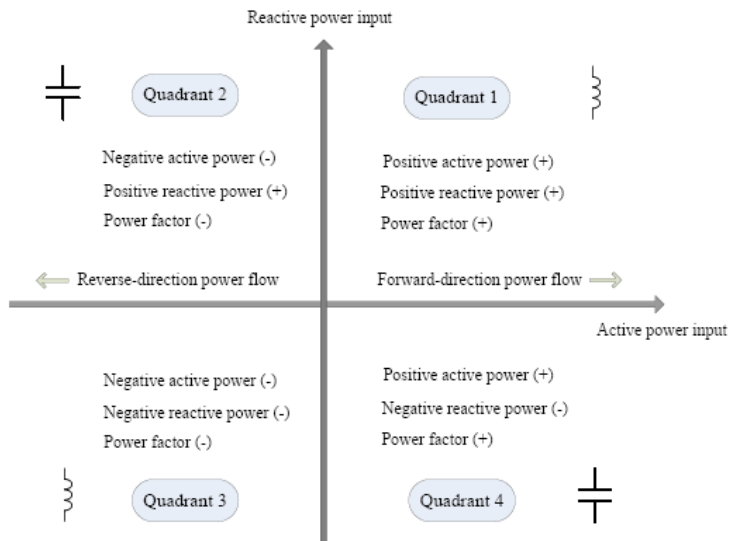 Reactive power input
Quadrant 2
Quadrant 1
Negative active power (-)
Positive reactive power (+)
Power factor (-)
Positive active power (+)
Positive reactive power (+)
Power factor (+)
Reverse-direction power flow
Forward-direction power flow
Active power input
Negative active power (-)
Negative reactive power (-)
Power factor (-)
Positive active power (+)
Negative reactive power (-)
Power factor (+)
Quadrant 3
Quadrant 4